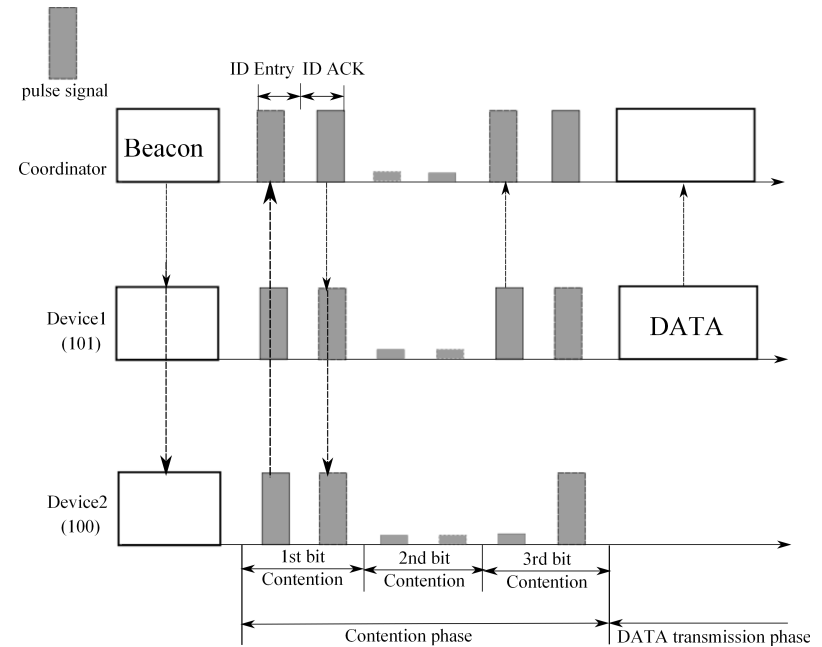 pulse signal
ID Entry
ID ACK
Beacon
Coordinator
Device1
(101)
DATA
Device2
(100)
1st bit
Contention
2nd bit
Contention
3rd bit
Contention
Contention phase
DATA transmission phase